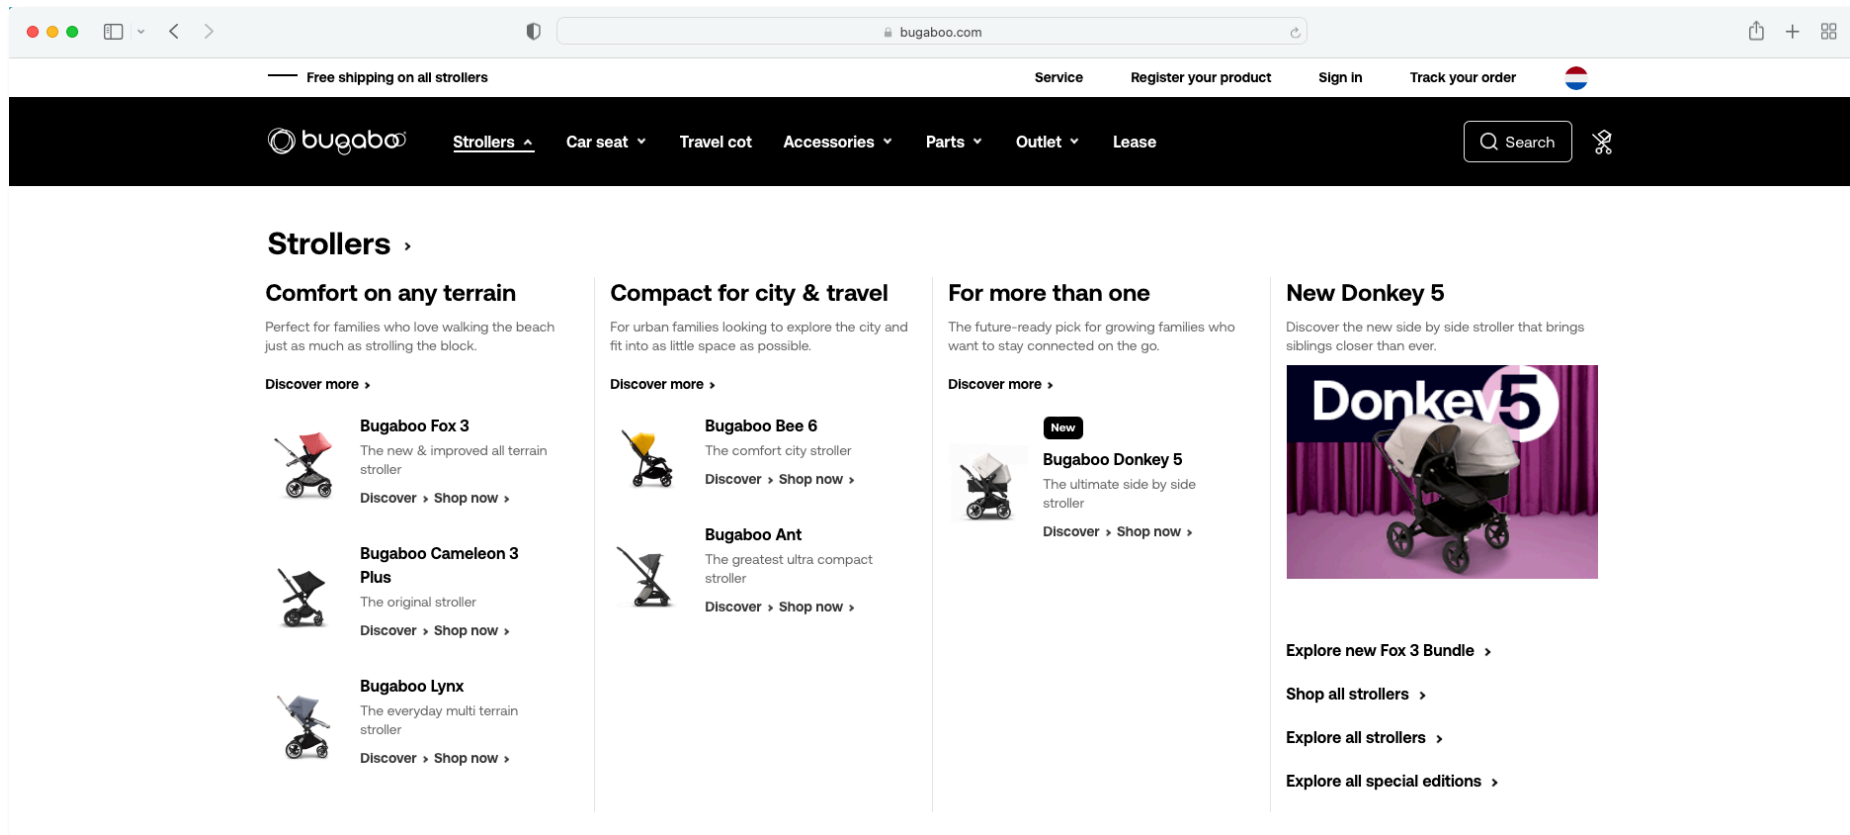 bugaboo.com
Free shipping on all strollers
Service
Register your product
Sign in
Track your order
bugaboo
Strollers
Car seat
Travel cot
Accessories
Parts
Outlet
Lease
Search
Strollers
Comfort on any terrain
Perfect for families who love walking the beach
just as much as strolling the block.
Discover more
Bugaboo Fox 3
The new & improved all terrain
stroller
Discover › Shop now ›
Bugaboo Cameleon 3
Plus
The original stroller
Discover › Shop now ›
Bugaboo Lynx
The everyday multi terrain
stroller
Discover › Shop now ›
Compact for city & travel
For urban families looking to explore the city and
fit into as little space as possible.
Discover more
Bugaboo Bee 6
The comfort city stroller
Discover › Shop now ›
Bugaboo Ant
The greatest ultra compact
stroller
Discover › Shop now ›
For more than one
The future-ready pick for growing families who
want to stay connected on the go.
Discover more
New
Bugaboo Donkey 5
The ultimate side by side
stroller
Discover › Shop now ›
New Donkey 5
Discover the new side by side stroller that brings
siblings closer than ever.
Donkey 5
Explore new Fox 3 Bundle
Shop all strollers
Explore all strollers
Explore all special editions